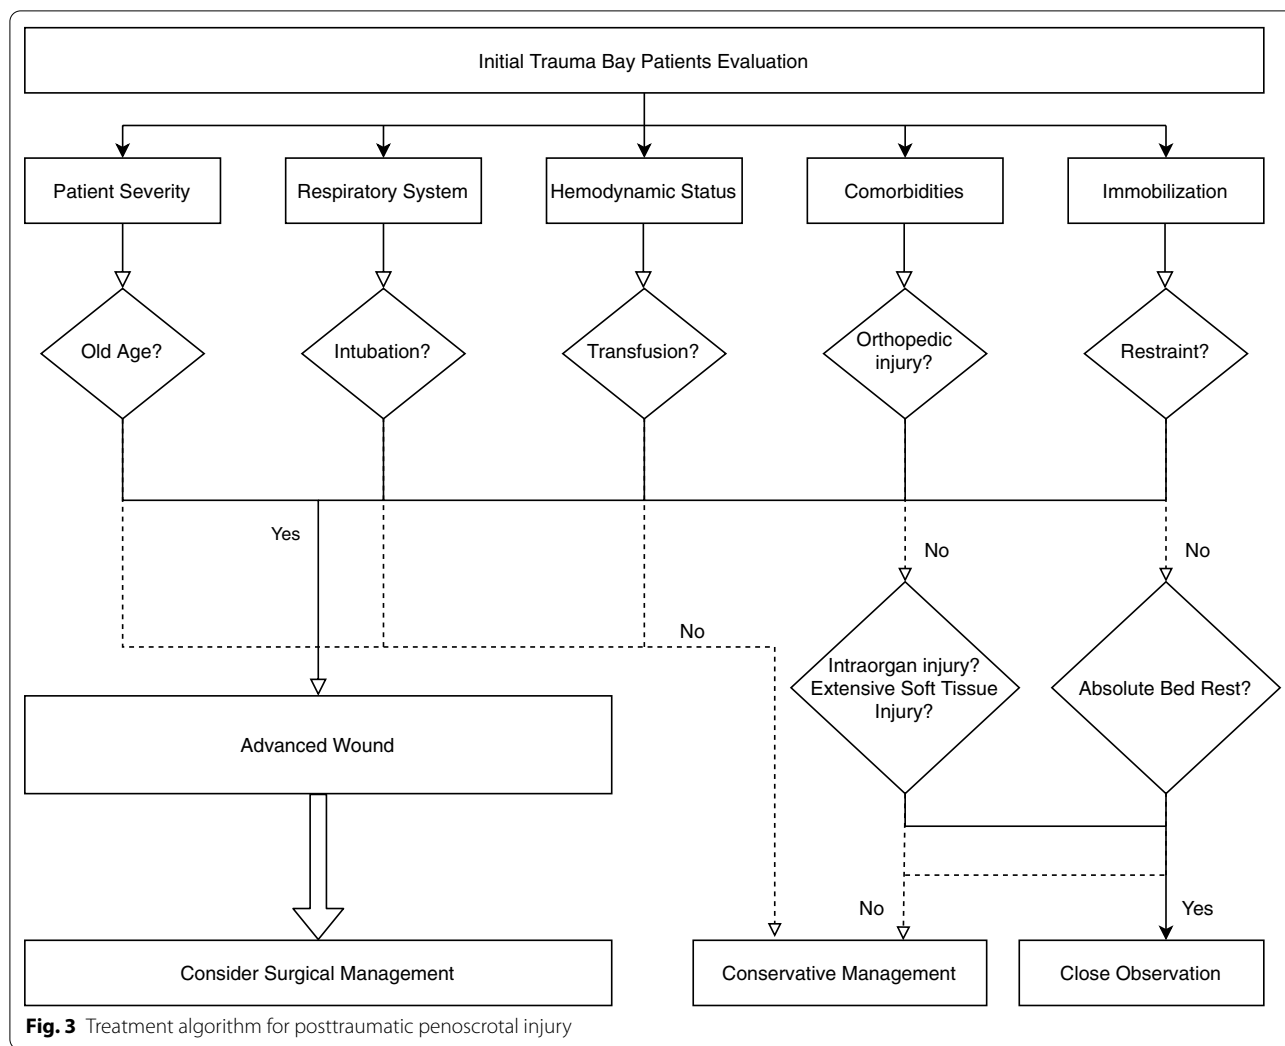 Initial Trauma Bay Patients Evaluation
Patient Severity
Respiratory System
Hemodynamic Status
Comorbidities
Immobilization
Old Age?
Intubation?
Transfusion?
Orthopedic
injury?
Restraint?
Yes
No
No
No
Intraorgan injury?
Extensive Soft Tissue
Injury?
Absolute Bed Rest?
Advanced Wound
No
Yes
Consider Surgical Management
Conservative Management
Close Observation
Fig. 3 Treatment algorithm for posttraumatic penoscrotal injury